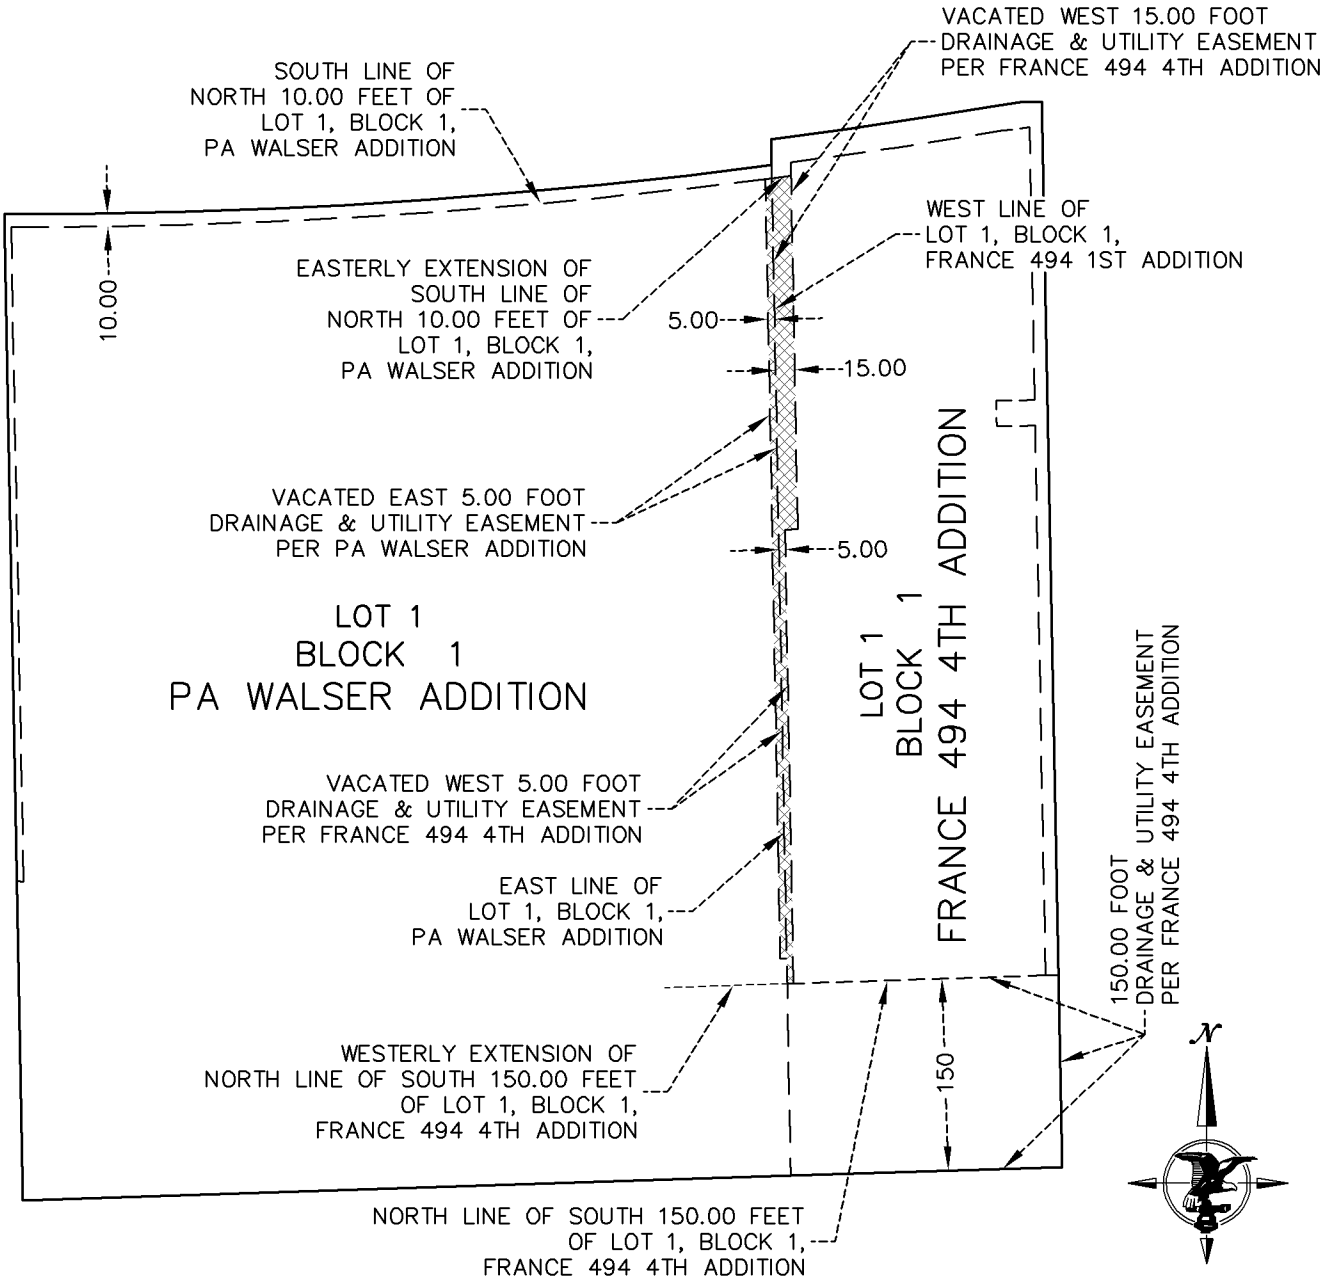 VACATED WEST 15.00 FOOT
DRAINAGE & UTILITY EASEMENT
PER FRANCE 494 4TH ADDITION
SOUTH LINE OF
NORTH 10.00 FEET OF
LOT 1, BLOCK 1,
PA WALSER ADDITION
WEST LINE OF
LOT 1, BLOCK 1,
FRANCE 494 1ST ADDITION
10.00
EASTERLY EXTENSION OF
SOUTH LINE OF
NORTH 10.00 FEET OF
LOT 1, BLOCK 1,
PA WALSER ADDITION
5.00
15.00
VACATED EAST 5.00 FOOT
DRAINAGE & UTILITY EASEMENT
PER PA WALSER ADDITION
5.00
LOT 1
BLOCK 1
PA WALSER ADDITION
LOT 1
BLOCK 1
FRANCE 494 4TH ADDITION
VACATED WEST 5.00 FOOT
DRAINAGE & UTILITY EASEMENT
PER FRANCE 494 4TH ADDITION
EAST LINE OF
LOT 1, BLOCK 1,
PA WALSER ADDITION
150.00 FOOT
DRAINAGE & UTILITY EASEMENT
PER FRANCE 494 4TH ADDITION
WESTERLY EXTENSION OF
NORTH LINE OF SOUTH 150.00 FEET
OF LOT 1, BLOCK 1,
FRANCE 494 4TH ADDITION
150
N
NORTH LINE OF SOUTH 150.00 FEET
OF LOT 1, BLOCK 1,
FRANCE 494 4TH ADDITION